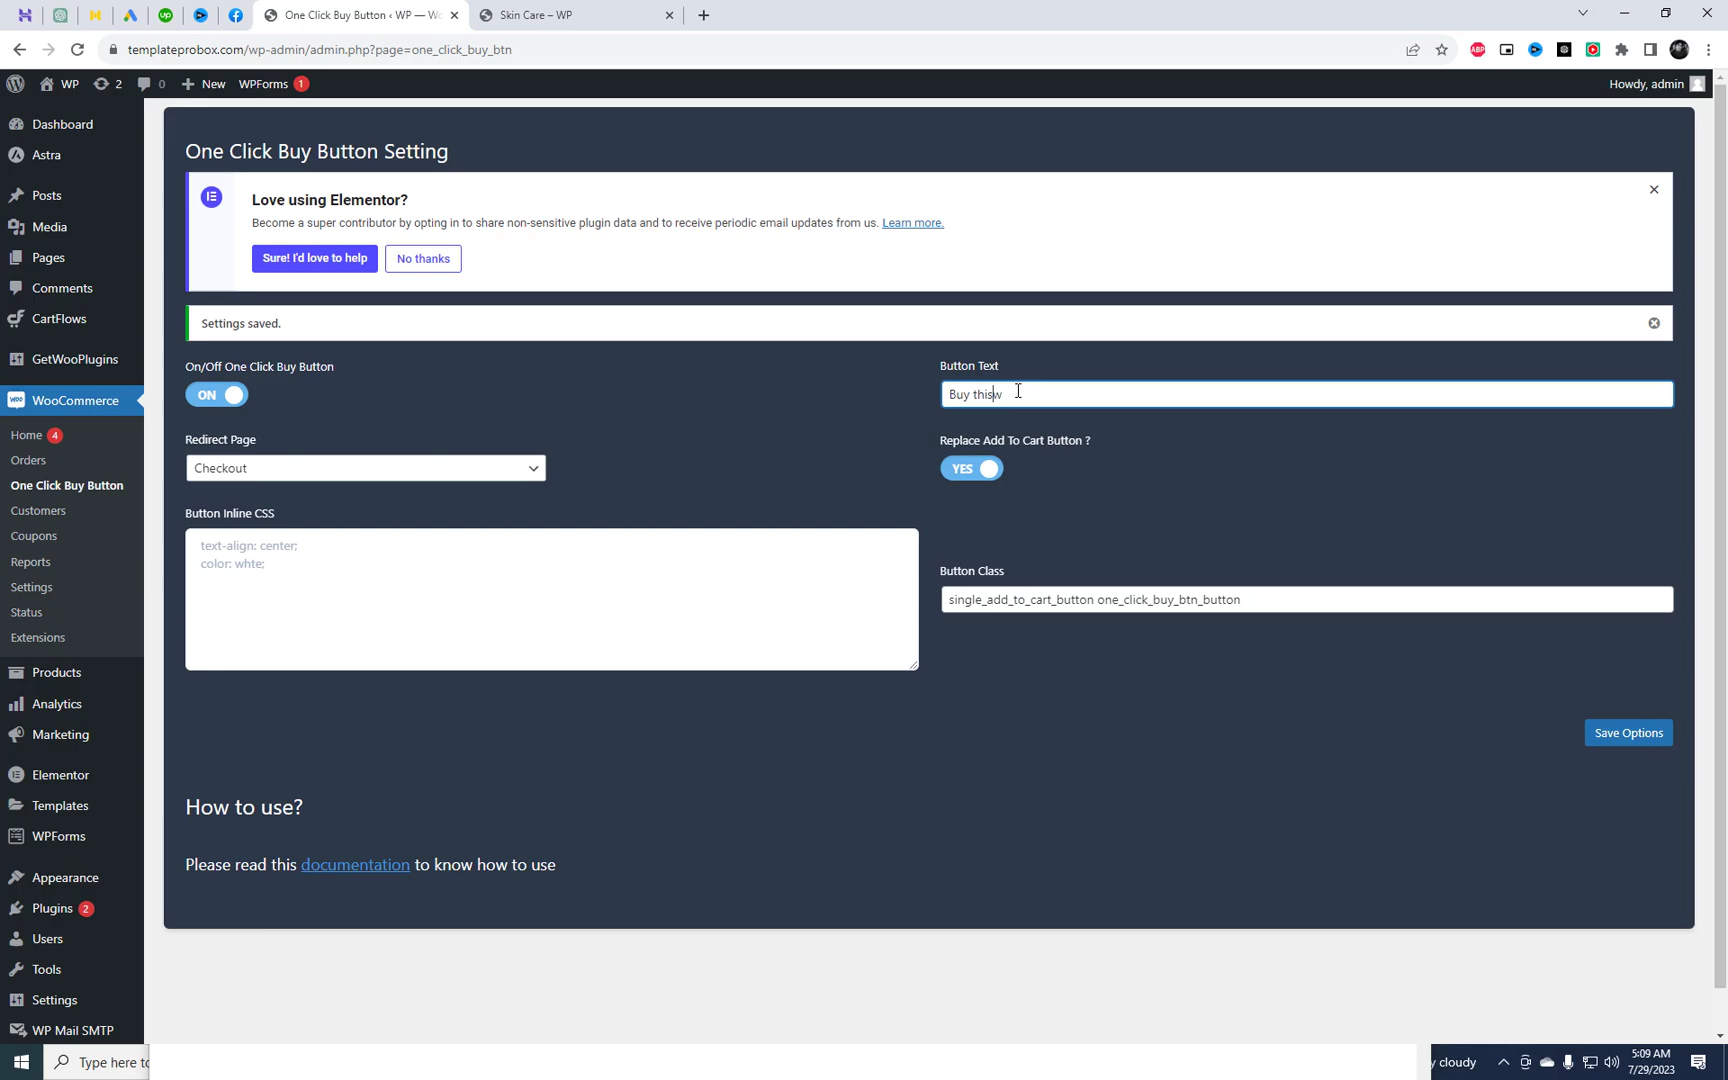 One Click Buy Button ‹ WP — Wo
Skin Care – WP
templateprobox.com/wp-admin/admin.php?page=one_click_buy_btn
WP
2
0
New
WPForms 1
Howdy, admin
Dashboard
Astra
Posts
Media
Pages
Comments
CartFlows
GetWooPlugins
WooCommerce
Home 4
Orders
One Click Buy Button
Customers
Coupons
Reports
Settings
Status
Extensions
Products
Analytics
Marketing
Elementor
Templates
WPForms
Appearance
Plugins 2
Users
Tools
Settings
WP Mail SMTP
One Click Buy Button Setting
Love using Elementor?
Become a super contributor by opting in to share non-sensitive plugin data and to receive periodic email updates from us. Learn more.
Sure! I'd love to help
No thanks
Settings saved.
On/Off One Click Buy Button
ON
Button Text
Buy thisw
Redirect Page
Checkout
Replace Add To Cart Button ?
YES
Button Inline CSS
text-align: center;
color: whte;
Button Class
single_add_to_cart_button one_click_buy_btn_button
Save Options
How to use?
Please read this documentation to know how to use
Type here to
y cloudy
5:09 AM
7/29/2023